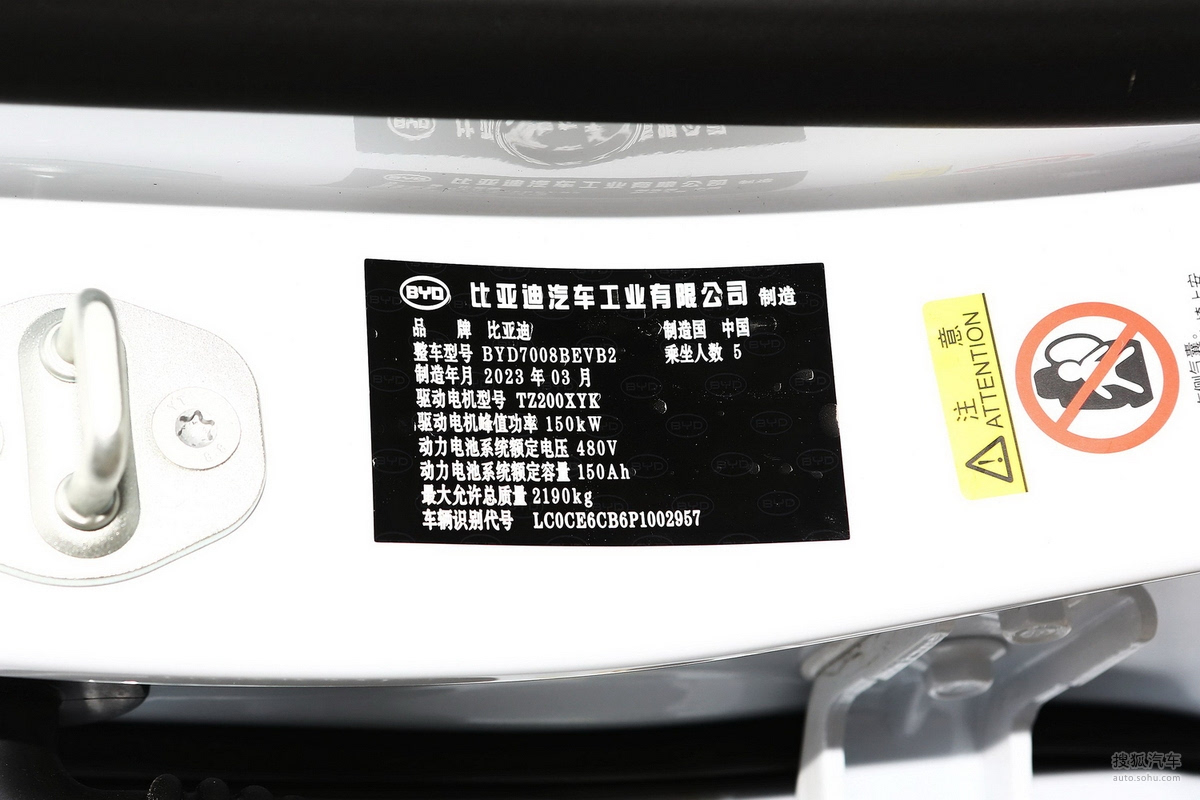 BYD 比亚迪汽车工业有限公司 制造
品 牌 比亚迪 制造国 中国
整车型号 BYD7008BEVB2 乘坐人数 5
制造年月 2023 年 03 月
驱动电机型号 TZ200XYK
驱动电机峰值功率 150kW
动力电池系统额定电压 480V
动力电池系统额定容量 150Ah
最大允许总质量 2190kg
车辆识别代号 LC0CE6CB6P1002957
注 意
ATTENTION
搜狐汽车
auto.sohu.com